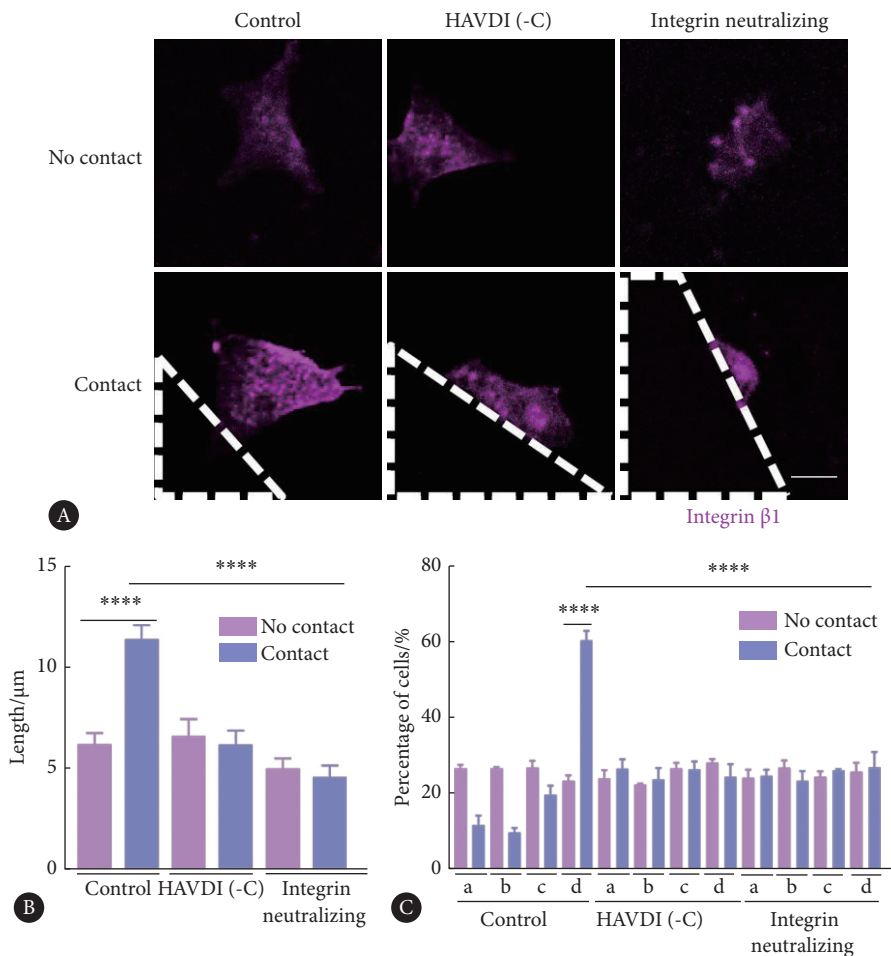 Control
HAVDI (-C)
Integrin neutralizing
No contact
Contact
Integrin β1
A
15
10
5
0
Length/μm
****
****
No contact
Contact
Control HAVDI (-C) Integrin
neutralizing
B
80
60
40
20
0
Percentage of cells/%
****
****
No contact
Contact
a b c d a b c d a b c d
Control HAVDI (-C) Integrin
neutralizing
C